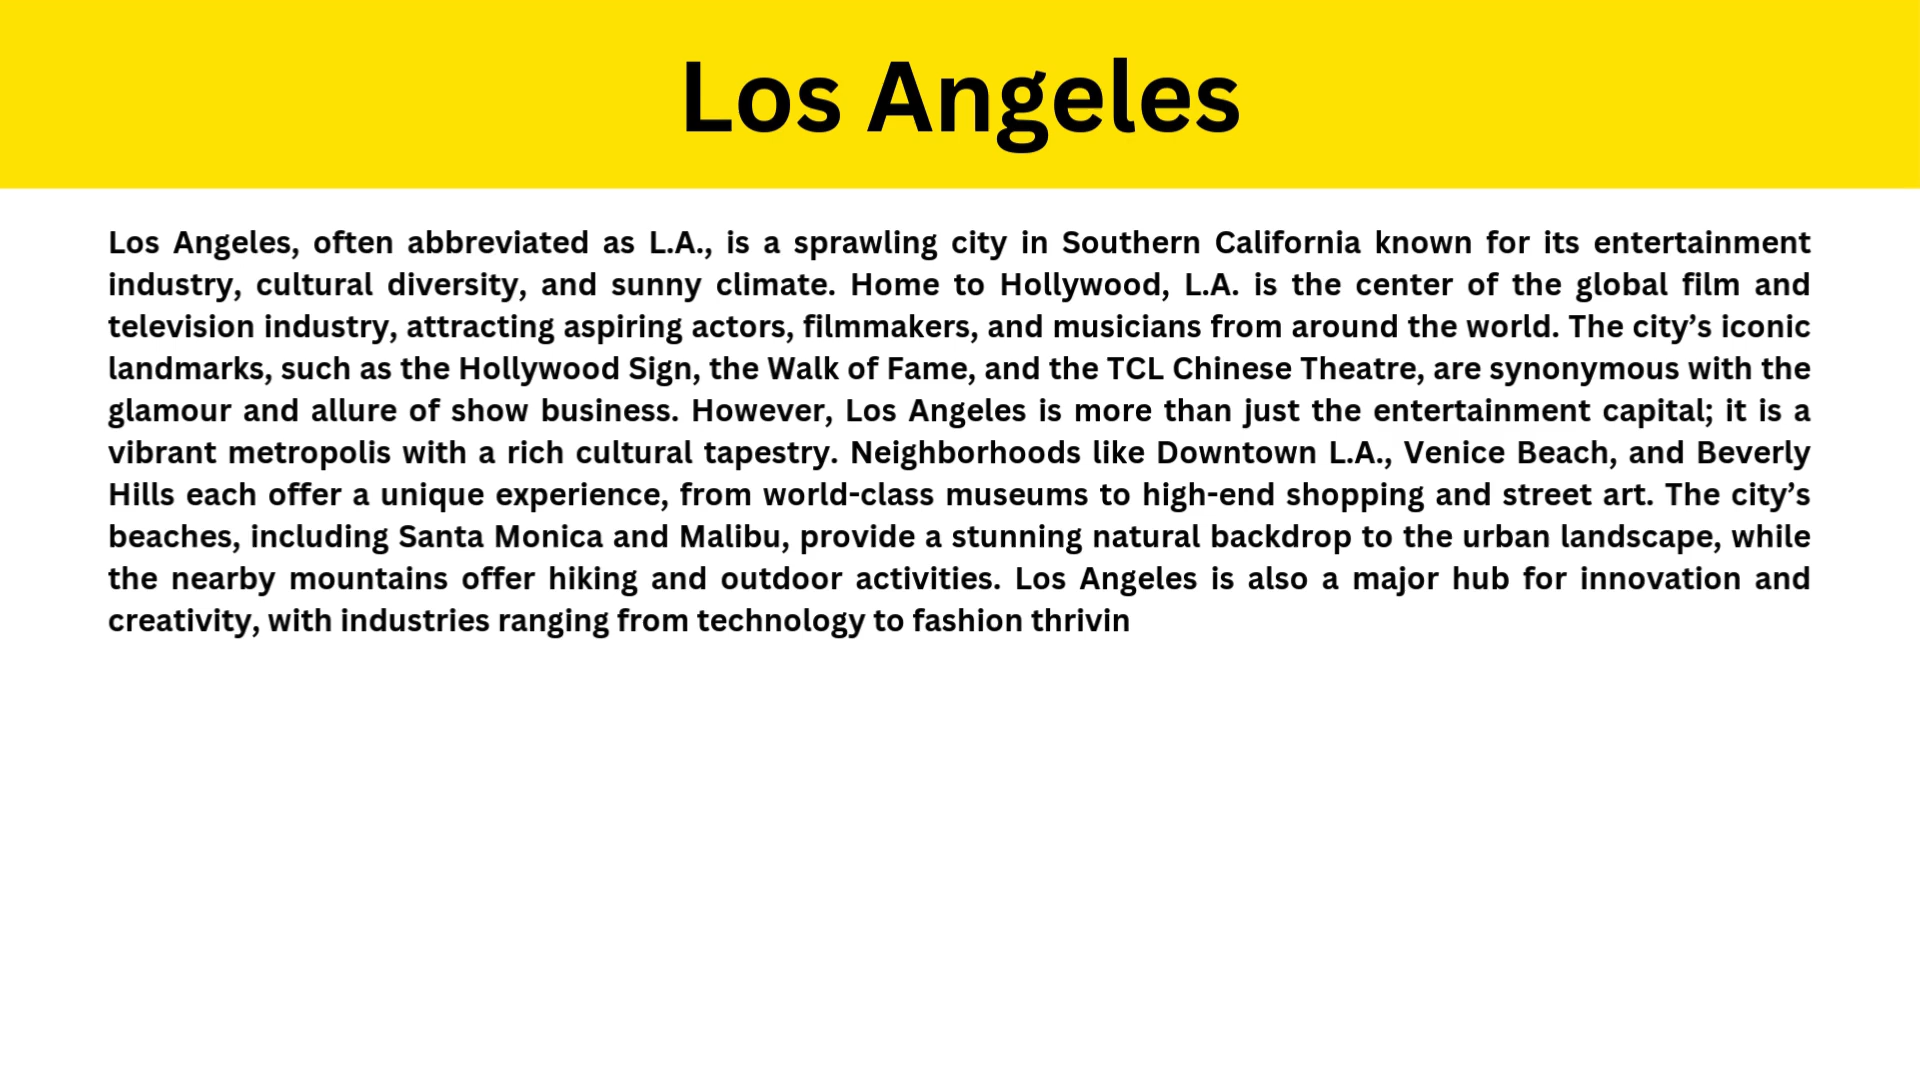 Los Angeles
Los Angeles, often abbreviated as L.A., is a sprawling city in Southern California known for its entertainment
industry, cultural diversity, and sunny climate. Home to Hollywood, L.A. is the center of the global film and
television industry, attracting aspiring actors, filmmakers, and musicians from around the world. The city’s iconic
landmarks, such as the Hollywood Sign, the Walk of Fame, and the TCL Chinese Theatre, are synonymous with the
glamour and allure of show business. However, Los Angeles is more than just the entertainment capital; it is a
vibrant metropolis with a rich cultural tapestry. Neighborhoods like Downtown L.A., Venice Beach, and Beverly
Hills each offer a unique experience, from world-class museums to high-end shopping and street art. The city’s
beaches, including Santa Monica and Malibu, provide a stunning natural backdrop to the urban landscape, while
the nearby mountains offer hiking and outdoor activities. Los Angeles is also a major hub for innovation and
creativity, with industries ranging from technology to fashion thrivin